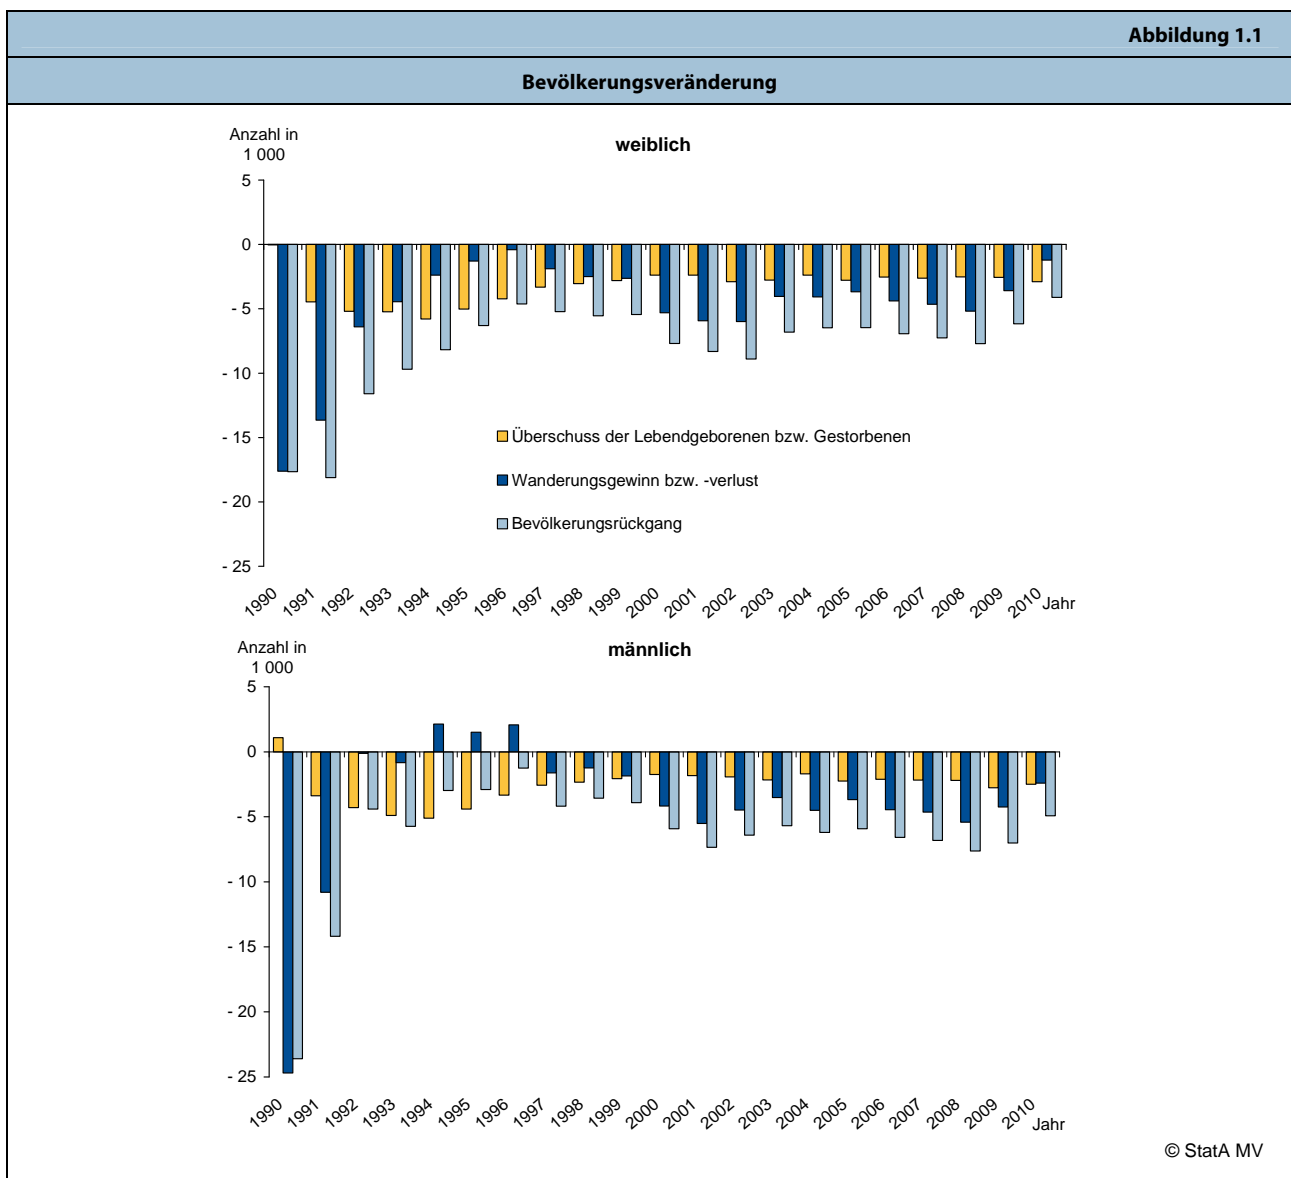 Abbildung 1.1
Bevölkerungsveränderung
Anzahl in
1 000
weiblich
5
0
- 5
- 10
- 15
- 20
- 25
Überschuss der Lebendgeborenen bzw. Gestorbenen
Wanderungsgewinn bzw. -verlust
Bevölkerungsrückgang
1990 1991 1992 1993 1994 1995 1996 1997 1998 1999 2000 2001 2002 2003 2004 2005 2006 2007 2008 2009 2010 Jahr
Anzahl in
1 000
männlich
5
0
- 5
- 10
- 15
- 20
- 25
1990 1991 1992 1993 1994 1995 1996 1997 1998 1999 2000 2001 2002 2003 2004 2005 2006 2007 2008 2009 2010 Jahr
© StatA MV